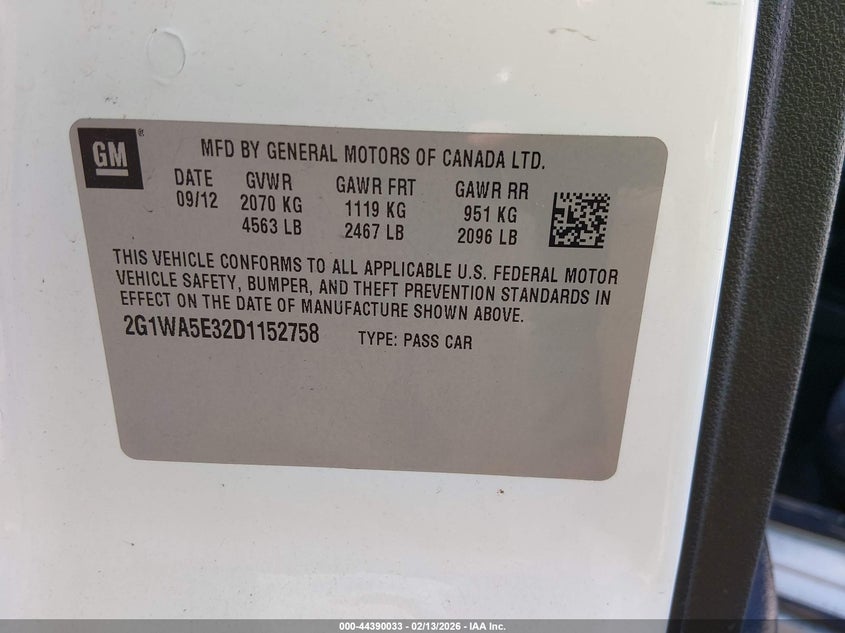 GM®
MFD BY GENERAL MOTORS OF CANADA LTD.
DATE GVWR GAWR FRT GAWR RR
09/12 2070 KG 1119 KG 951 KG
4563 LB 2467 LB 2096 LB
THIS VEHICLE CONFORMS TO ALL APPLICABLE U.S. FEDERAL MOTOR
VEHICLE SAFETY, BUMPER, AND THEFT PREVENTION STANDARDS IN
EFFECT ON THE DATE OF MANUFACTURE SHOWN ABOVE.
2G1WA5E32D1152758 TYPE: PASS CAR
000-44390033 - 02/13/2026 - IAA Inc.